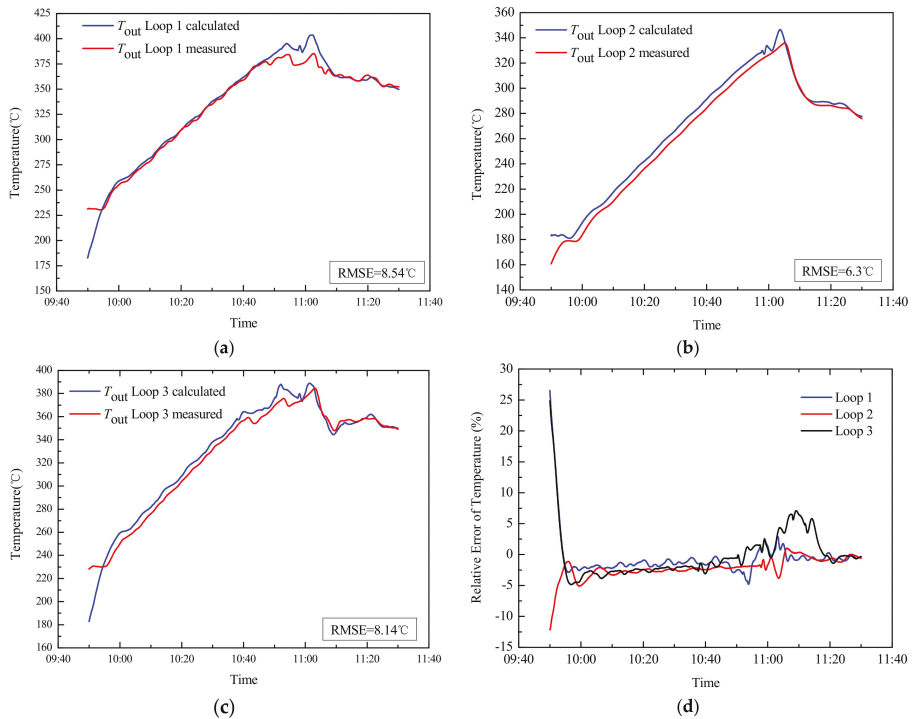 T_out Loop 1 calculated
T_out Loop 1 measured
425
400
375
350
325
300
275
250
225
200
175
150
Temperature(℃)
RMSE=8.54℃
09:40 10:00 10:20 10:40 11:00 11:20 11:40
Time
(a)
T_out Loop 2 calculated
T_out Loop 2 measured
360
340
320
300
280
260
240
220
200
180
160
140
Temperature(℃)
RMSE=6.3℃
09:40 10:00 10:20 10:40 11:00 11:20 11:40
Time
(b)
T_out Loop 3 calculated
T_out Loop 3 measured
400
380
360
340
320
300
280
260
240
220
200
180
160
Temperature(℃)
RMSE=8.14℃
09:40 10:00 10:20 10:40 11:00 11:20 11:40
Time
(c)
Loop 1
Loop 2
Loop 3
30
25
20
15
10
5
0
-5
-10
-15
Relative Error of Temperature (%)
09:40 10:00 10:20 10:40 11:00 11:20 11:40
Time
(d)